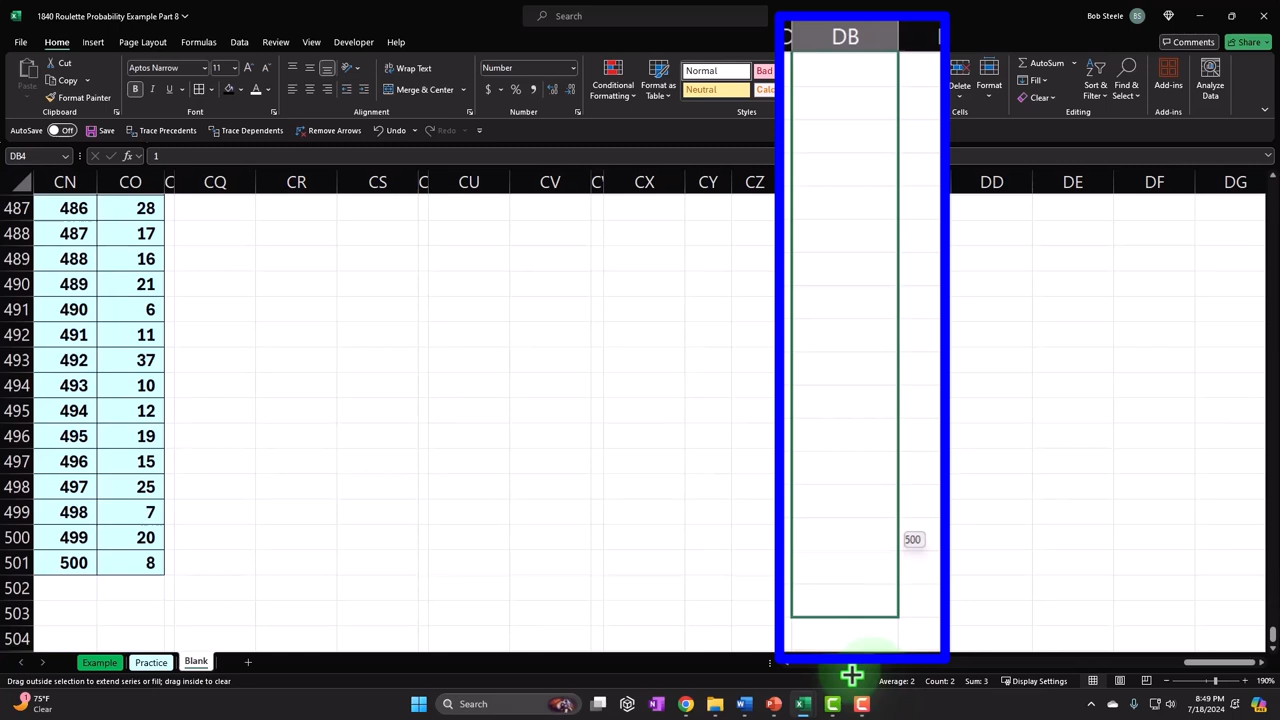 1840 Roulette Probability Example Part 8
Search
Bob Steele
BS
File Home Insert Page Layout Formulas Data Review View Developer Help
Comments
Share
Cut
Format Painter
Clipboard
Aptos Narrow
11
B I U
Font
Wrap Text
Merge & Center
Alignment
Number
$ % 
Number
Conditional Formatting
Format as Table
Normal
Bad
Neutral
Styles
Delete
Format
Cells
AutoSum
Fill
Clear
Sort & Filter
Find & Select
Editing
Add-ins
Add-ins
Analyze Data
AutoSave Off
Save
Trace Precedents
Trace Dependents
Remove Arrows
Undo
Redo
DB4
fx
1
CN CO C CQ CR CS C CU CV C CX CY CZ DB DD DE DF DG
487 486 28
488 487 17
489 488 16
490 489 21
491 490 6
492 491 11
493 492 37
494 493 10
495 494 12
496 495 19
497 496 15
498 497 25
499 498 7
500 499 20
501 500 8
502
503
504
500
Example Practice Blank
Drag outside selection to extend series or fill; drag inside to clear
Average: 2 Count: 2 Sum: 3
Display Settings
190%
1
75°F
Clear
Search
8:49 PM
7/18/2024